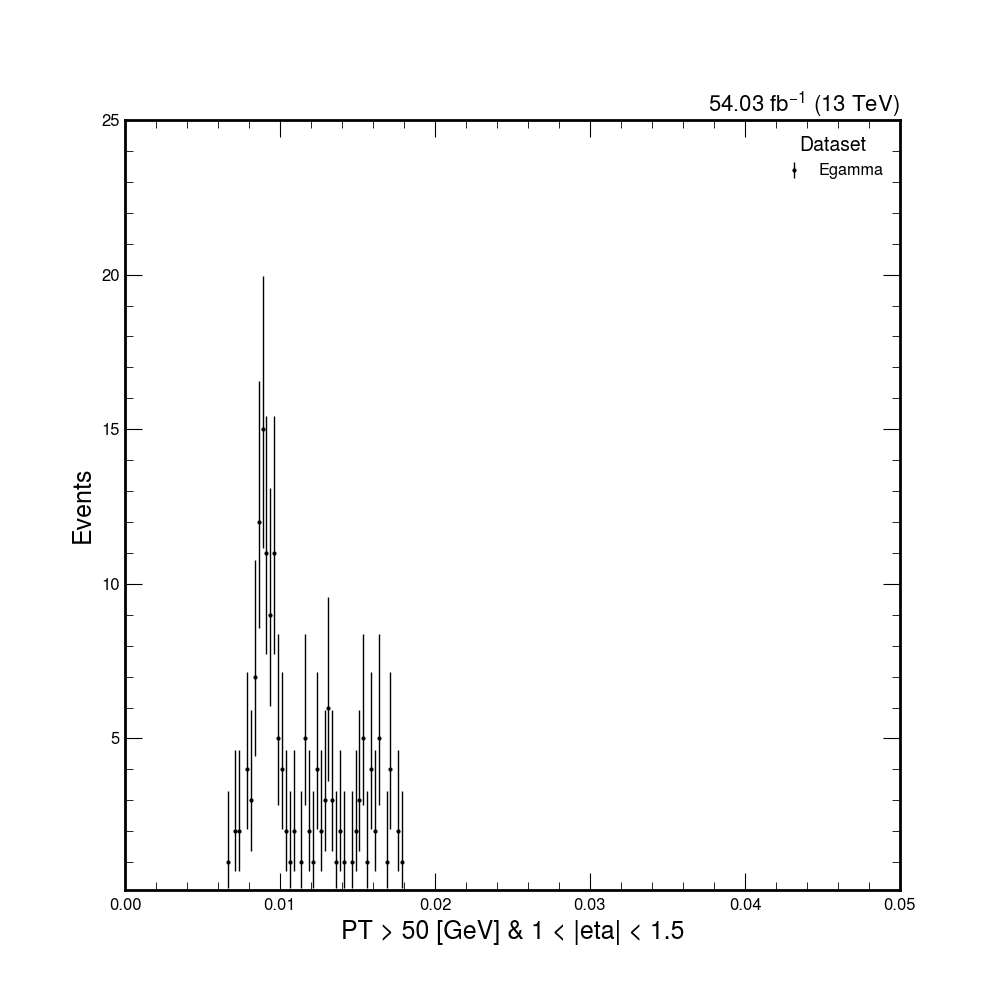 54.03 fb⁻¹ (13 TeV)
Dataset
Egamma
25
20
15
10
5
Events
0.00 0.01 0.02 0.03 0.04 0.05
PT > 50 [GeV] & 1 < |eta| < 1.5